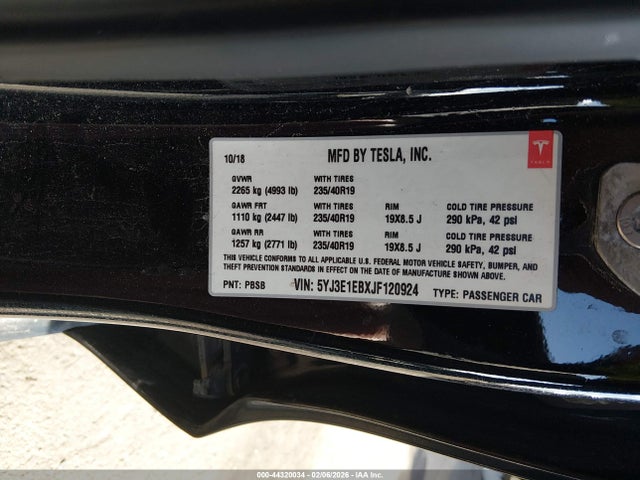 10/18 MFD BY TESLA, INC.
TESLA
GVWR WITH TIRES
2265 kg (4993 lb) 235/40R19
GAWR FRT WITH TIRES RIM COLD TIRE PRESSURE
1110 kg (2447 lb) 235/40R19 19X8.5 J 290 kPa, 42 psi
GAWR RR WITH TIRES RIM COLD TIRE PRESSURE
1257 kg (2771 lb) 235/40R19 19X8.5 J 290 kPa, 42 psi
THIS VEHICLE CONFORMS TO ALL APPLICABLE U.S. FEDERAL MOTOR VEHICLE SAFETY, BUMPER, AND
THEFT PREVENTION STANDARDS IN EFFECT ON THE DATE OF MANUFACTURE SHOWN ABOVE.
PNT: PBSB VIN: 5YJ3E1EBXJF120924 TYPE: PASSENGER CAR
000-44320034 - 02/06/2026 - IAA Inc.